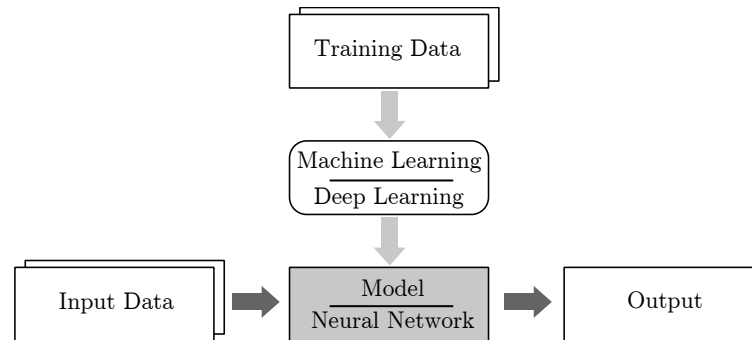 Training Data
Machine Learning
Deep Learning
Input Data
Model
Neural Network
Output